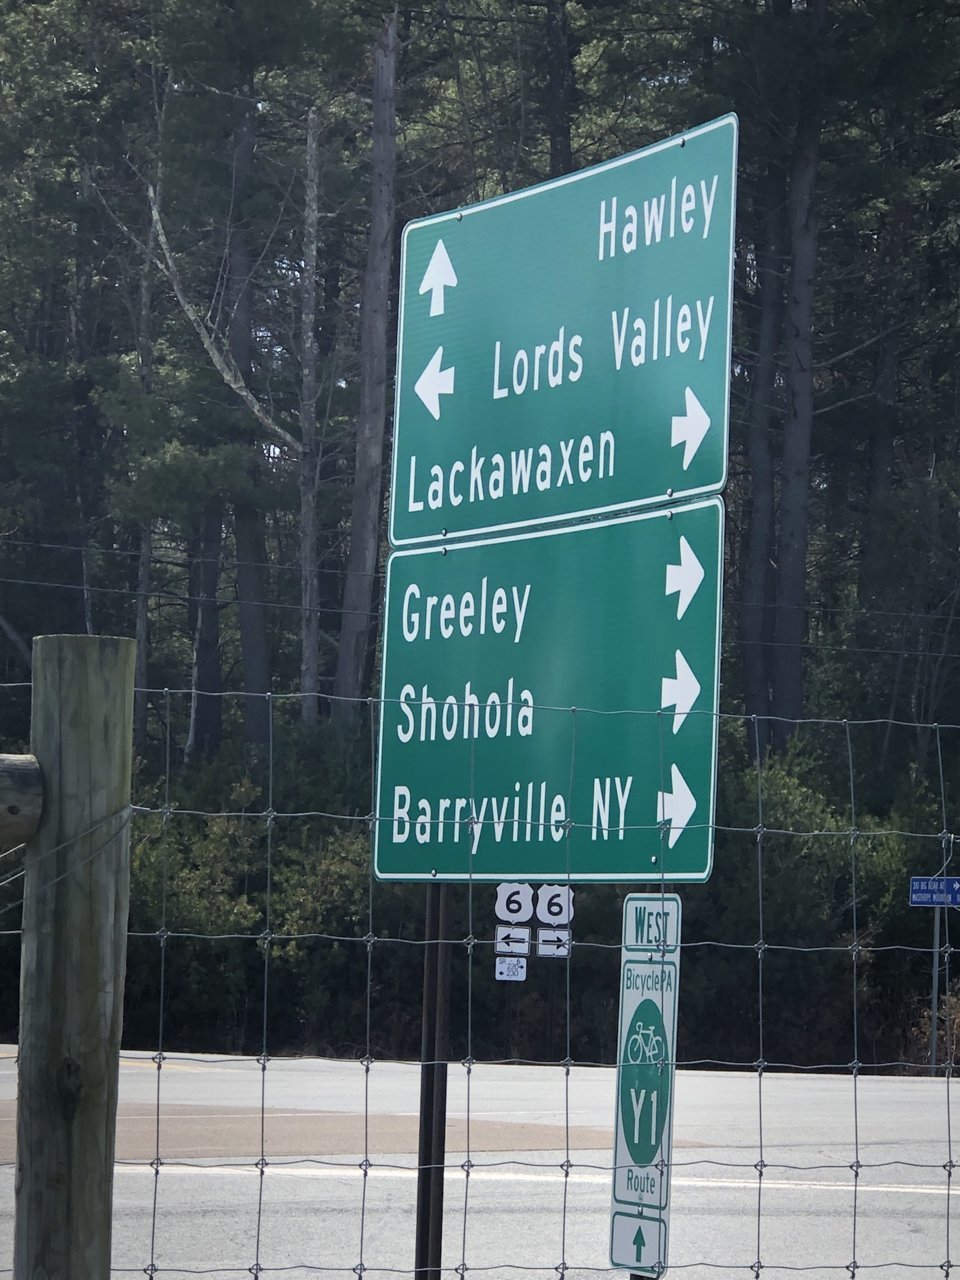 Hawley
Lords Valley
Lackawaxen
Greeley
Shohola
Barryville NY
6 6
WEST
BicyclePA
Y1
Route